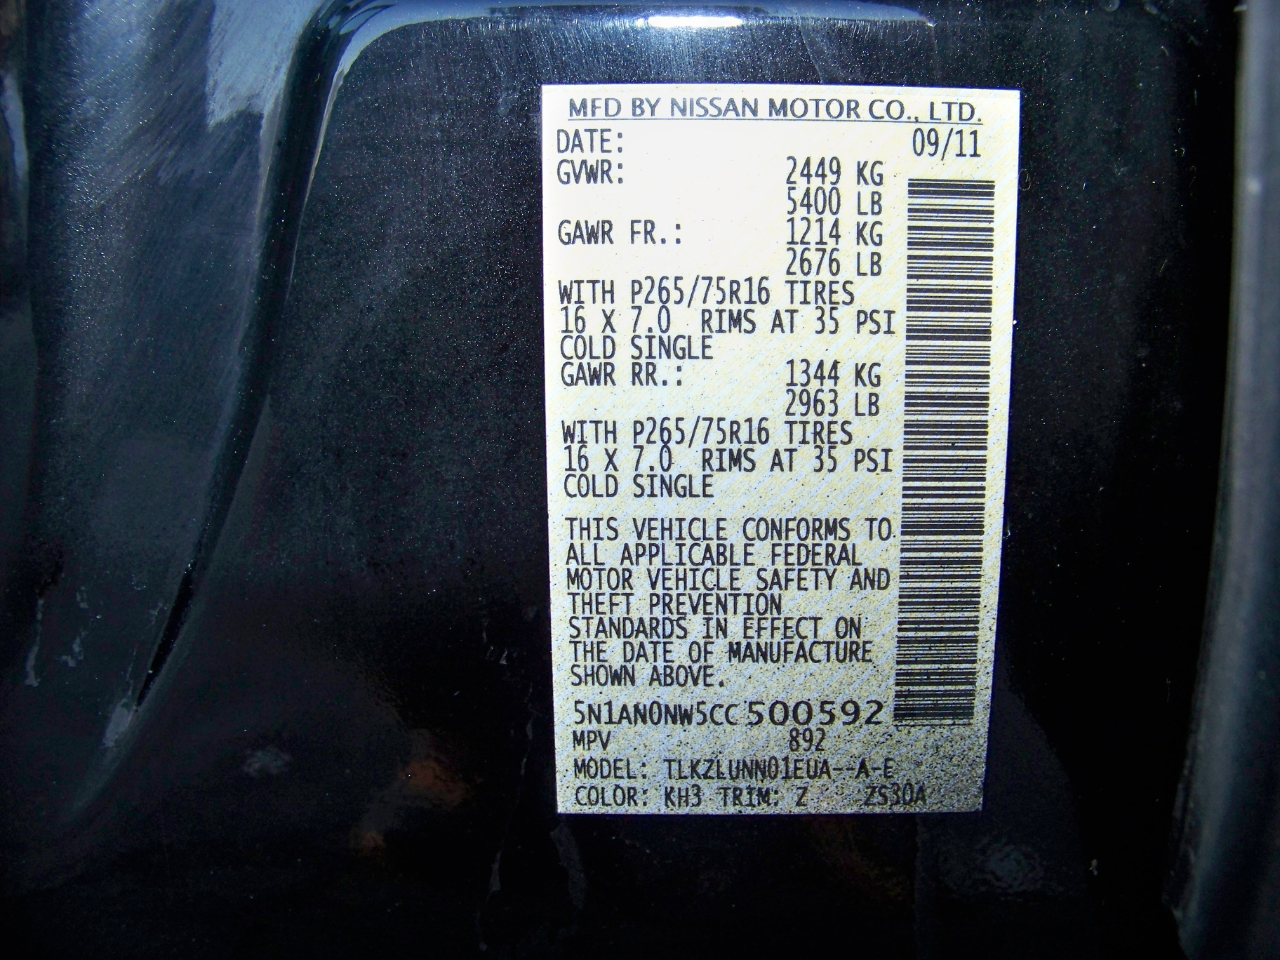 MFD BY NISSAN MOTOR CO., LTD.
DATE: 09/11
GVWR: 2449 KG
5400 LB
GAWR FR.: 1214 KG
2676 LB
WITH P265/75R16 TIRES
16 X 7.0 RIMS AT 35 PSI
COLD SINGLE
GAWR RR.: 1344 KG
2963 LB
WITH P265/75R16 TIRES
16 X 7.0 RIMS AT 35 PSI
COLD SINGLE
THIS VEHICLE CONFORMS TO
ALL APPLICABLE FEDERAL
MOTOR VEHICLE SAFETY AND
THEFT PREVENTION
STANDARDS IN EFFECT ON
THE DATE OF MANUFACTURE
SHOWN ABOVE.
5N1AN0NW5CC500592
MPV 892
MODEL: TLKZLUNN01EUA--A-E
COLOR: KH3 TRIM: Z ZS30A